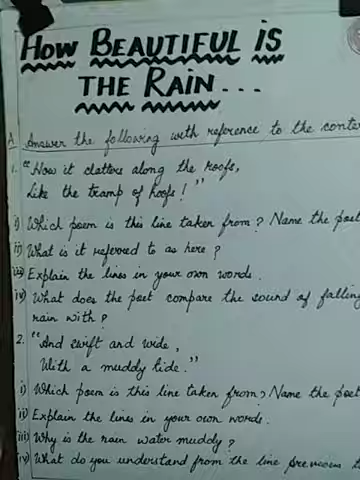 How BEAUTIFUL is
THE RAIN...
A. Answer the following with reference to the
1. "How it clatters along the roofs,
Like the tramp of hoofs!"
i) Which poem is this line taken from? Name the poet
ii) What is it referred to as here?
iii) Explain the lines in your own words.
iv) What does the poet compare the sound of falling
rain with?
2. "And swift and wide,
With a muddy tide."
i) Which poem is this line taken from? Name the poet
ii) Explain the lines in your own words.
iii) Why is the rain water muddy?
iv) What do you understand from the line previous